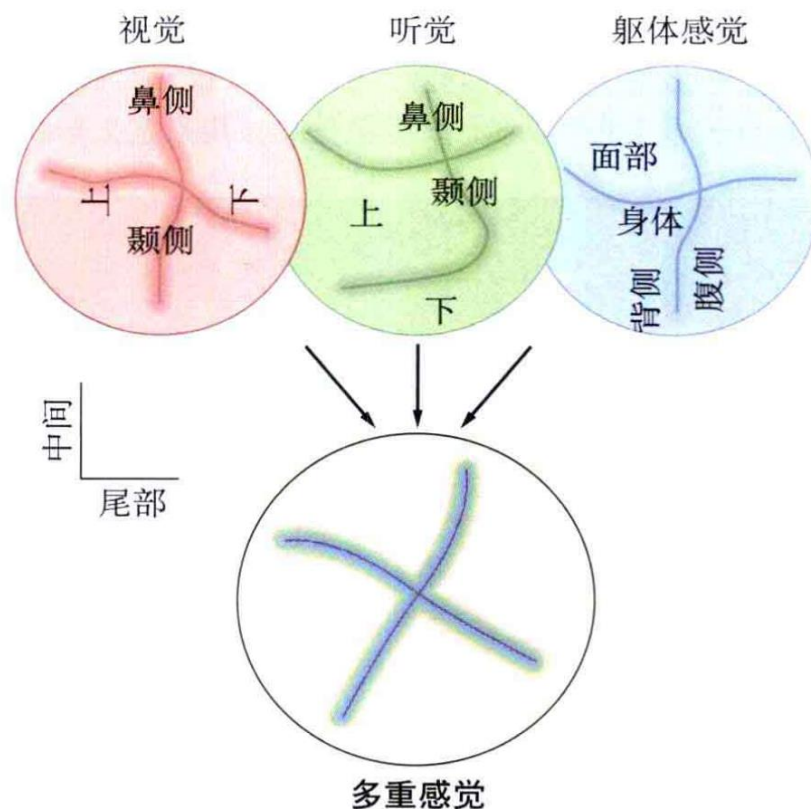 视觉
听觉
躯体感觉
鼻侧
上
下
颞侧
鼻侧
颞侧
上
下
面部
身体
背侧
腹侧
中间
尾部
多重感觉